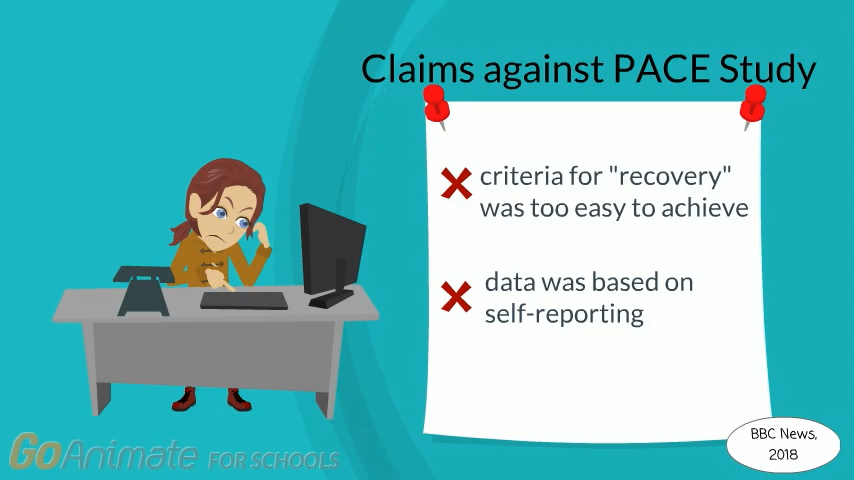 Claims against PACE Study
criteria for "recovery"
was too easy to achieve
data was based on
self-reporting
BBC News,
2018
GoAnimate FOR SCHOOLS